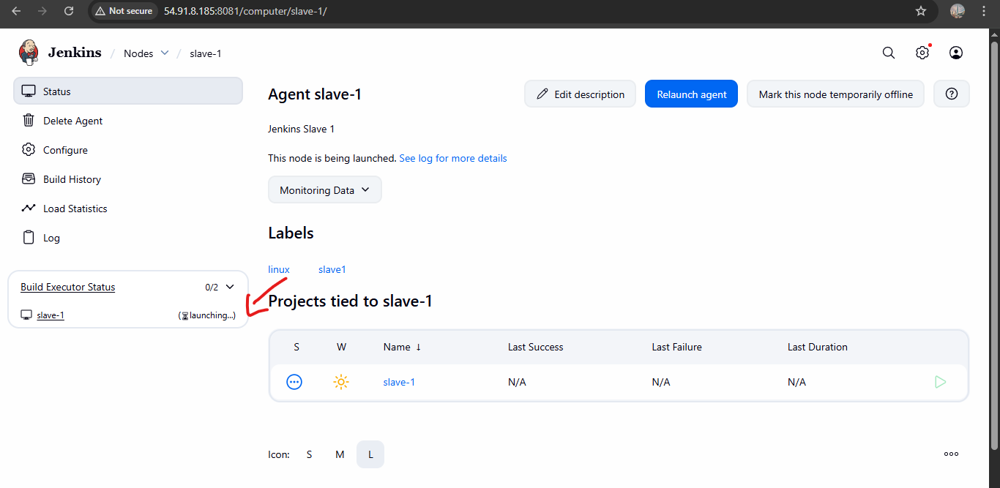 Not secure 54.91.8.185:8081/computer/slave-1/
Jenkins / Nodes / slave-1
Status
Delete Agent
Configure
Build History
Load Statistics
Log
Build Executor Status 0/2
slave-1 (launching...)
Agent slave-1
Edit description
Relaunch agent
Mark this node temporarily offline
Jenkins Slave 1
This node is being launched. See log for more details
Monitoring Data
Labels
linux slave1
Projects tied to slave-1
S W Name ↓ Last Success Last Failure Last Duration
slave-1 N/A N/A N/A
Icon: S M L